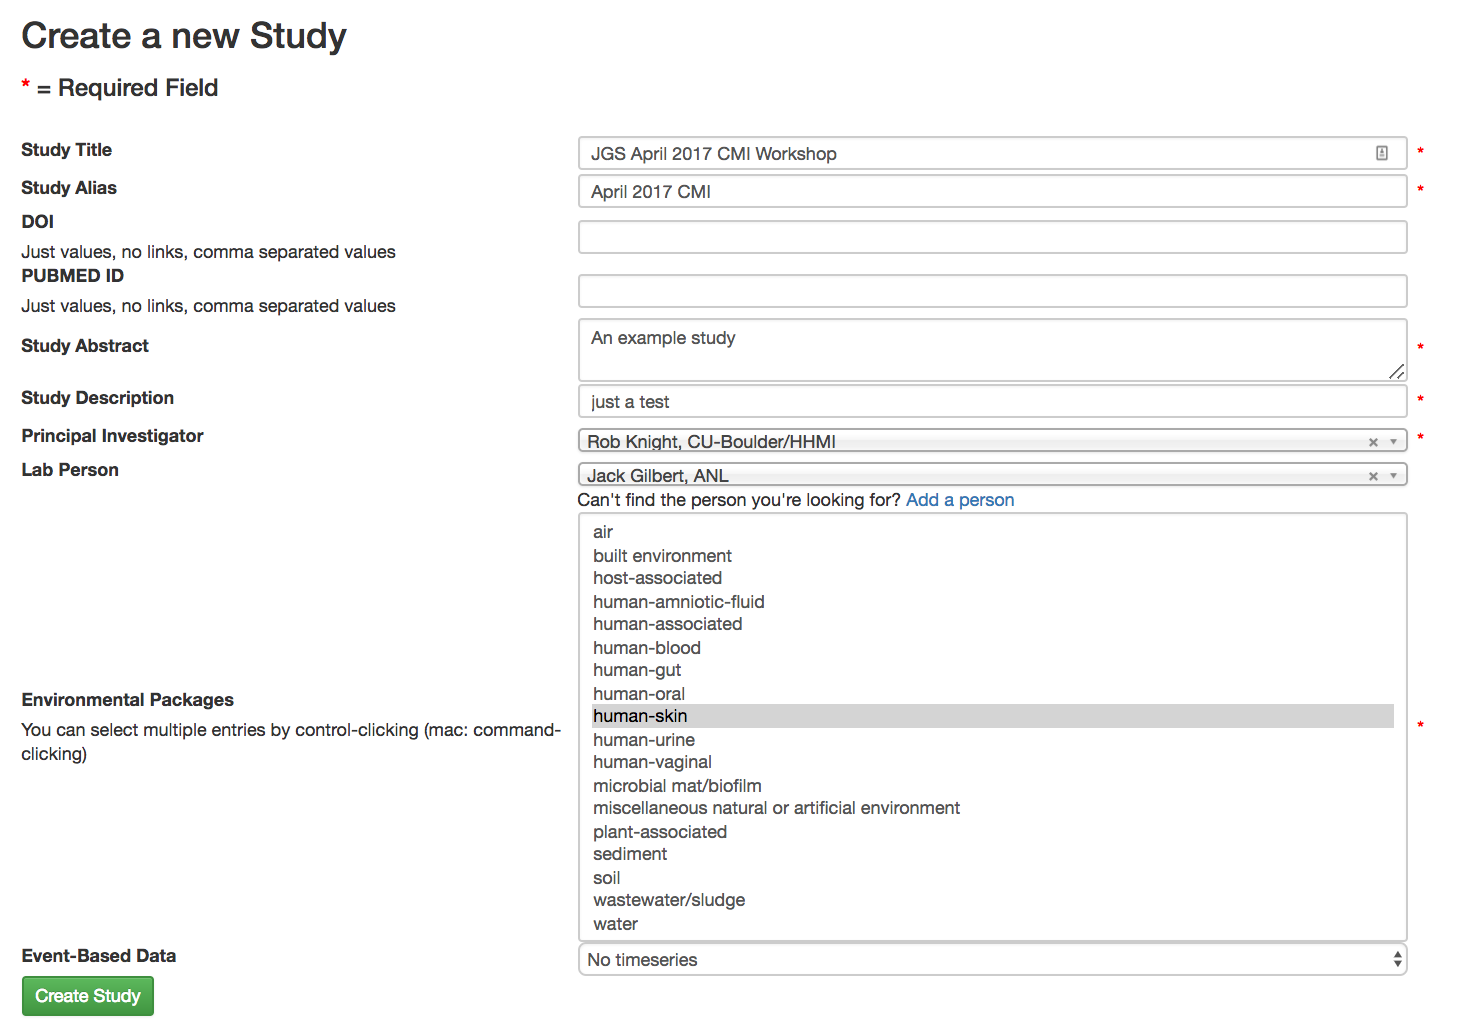 Create a new Study
* = Required Field
Study Title
JGS April 2017 CMI Workshop
*
Study Alias
April 2017 CMI
*
DOI
Just values, no links, comma separated values
PUBMED ID
Just values, no links, comma separated values
Study Abstract
An example study
*
Study Description
just a test
*
Principal Investigator
Rob Knight, CU-Boulder/HHMI
*
Lab Person
Jack Gilbert, ANL
Can't find the person you're looking for? Add a person
Environmental Packages
You can select multiple entries by control-clicking (mac: command-
clicking)
air
built environment
host-associated
human-amniotic-fluid
human-associated
human-blood
human-gut
human-oral
human-skin
human-urine
human-vaginal
microbial mat/biofilm
miscellaneous natural or artificial environment
plant-associated
sediment
soil
wastewater/sludge
water
*
Event-Based Data
No timeseries
Create Study